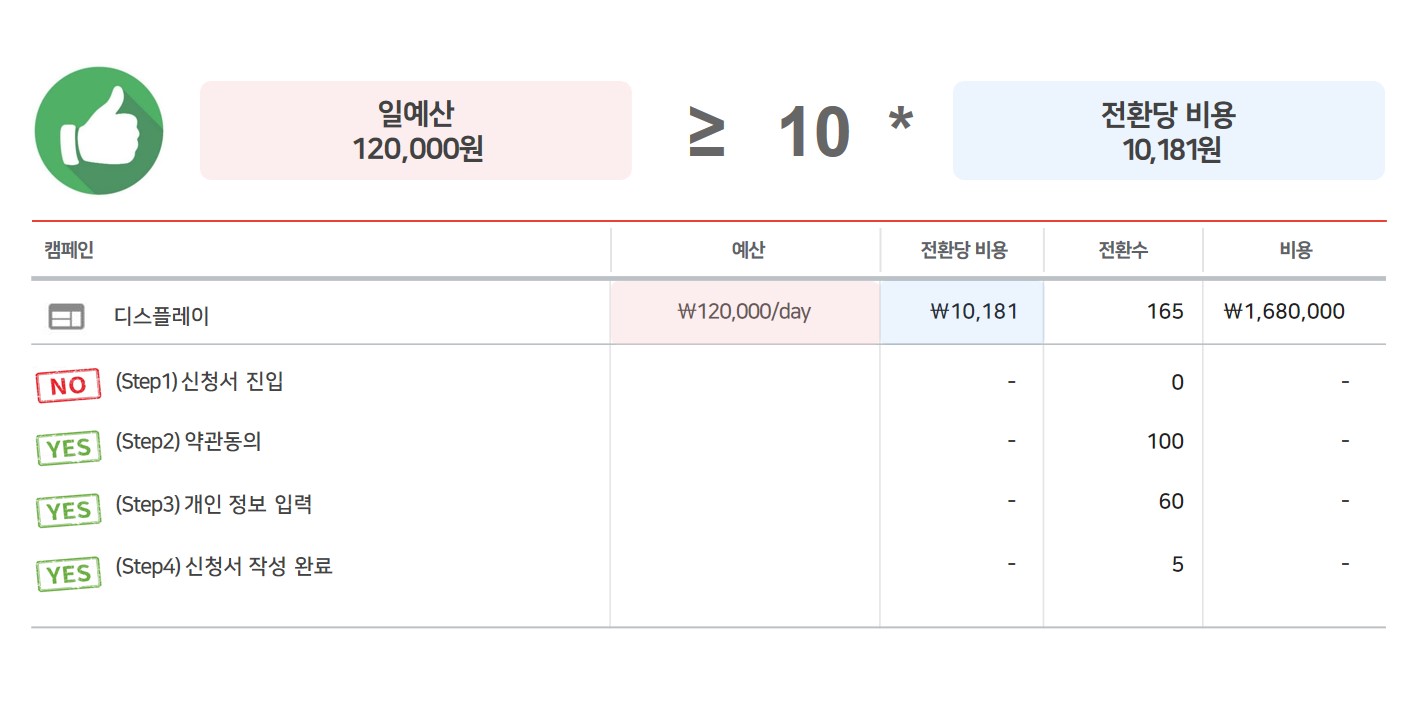 일예산
120,000원
≥ 10 *
전환당 비용
10,181원
캠페인 예산 전환당 비용 전환수 비용
디스플레이 ₩120,000/day ₩10,181 165 ₩1,680,000
NO (Step1) 신청서 진입 - 0 -
YES (Step2) 약관동의 - 100 -
YES (Step3) 개인 정보 입력 - 60 -
YES (Step4) 신청서 작성 완료 - 5 -